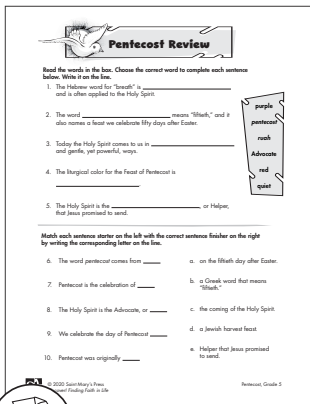 Pentecost Review
Read the words in the box. Choose the correct word to complete each sentence
below. Write it on the line.
1. The Hebrew word for “breath” is
and is often applied to the Holy Spirit.
2. The word means “fiftieth,” and it
also names a feast we celebrate fifty days after Easter.
3. Today the Holy Spirit comes to us in
and gentle, yet powerful, ways.
4. The liturgical color for the Feast of Pentecost is
.
5. The Holy Spirit is the , or Helper,
that Jesus promised to send.
purple
pentecost
ruah
Advocate
red
quiet
Match each sentence starter on the left with the correct sentence finisher on the right
by writing the corresponding letter on the line.
6. The word pentecost comes from
7. Pentecost is the celebration of
8. The Holy Spirit is the Advocate, or
9. We celebrate the day of Pentecost
10. Pentecost was originally
a. on the fiftieth day after Easter.
b. a Greek word that means
“fiftieth.”
c. the coming of the Holy Spirit.
d. a Jewish harvest feast.
e. Helper that Jesus promised
to send.
© 2020 Saint Mary’s Press
Finding Faith in Life
Pentecost, Grade 5